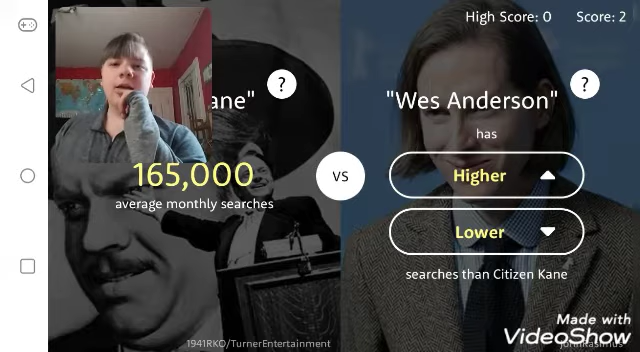 High Score: 0 Score: 2
ane"
?
165,000
average monthly searches
VS
"Wes Anderson"
?
has
Higher
Lower
searches than Citizen Kane
1941RKO/TurnerEntertainment
Made with
VideoShow